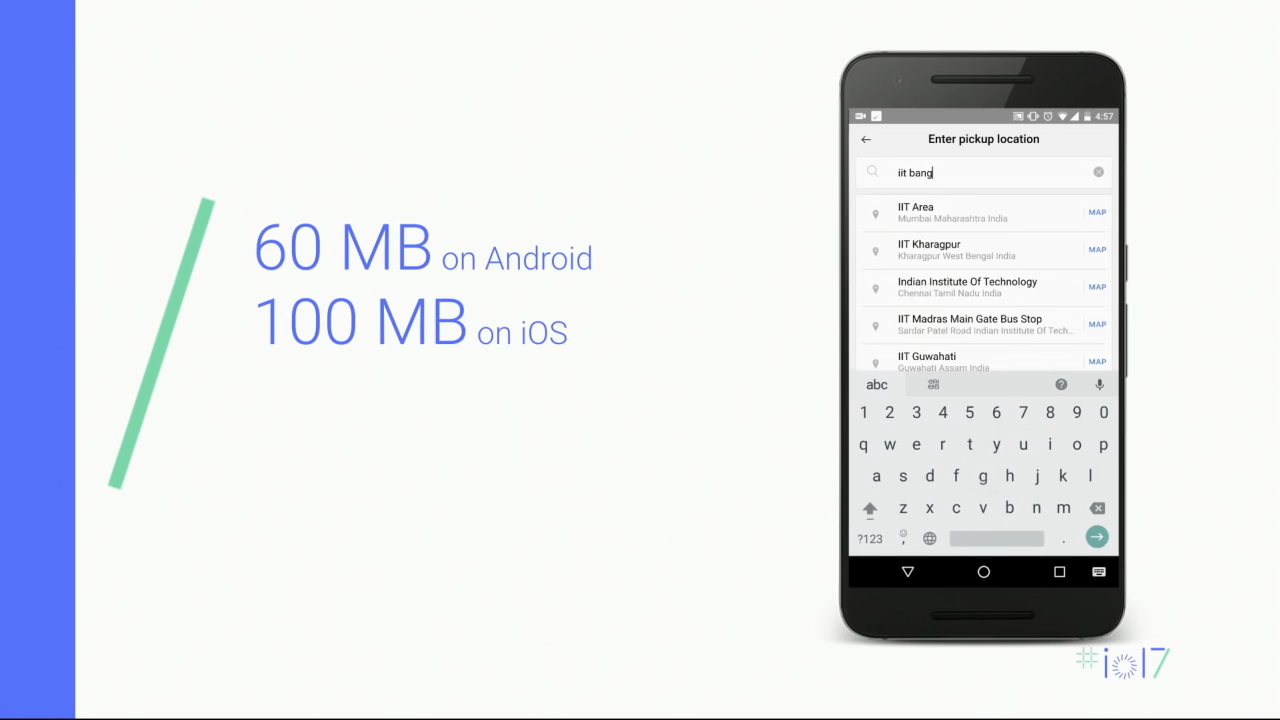 60 MB on Android
100 MB on iOS
4:57
Enter pickup location
iit bang
IIT Area
Mumbai Maharashtra India
MAP
IIT Kharagpur
Kharagpur West Bengal India
MAP
Indian Institute Of Technology
Chennai Tamil Nadu India
MAP
IIT Madras Main Gate Bus Stop
Sardar Patel Road Indian Institute Of Tech...
MAP
IIT Guwahati
Guwahati Assam India
MAP
abc
1 2 3 4 5 6 7 8 9 0
q w e r t y u i o p
a s d f g h j k l
z x c v b n m
?123 , .
#io17